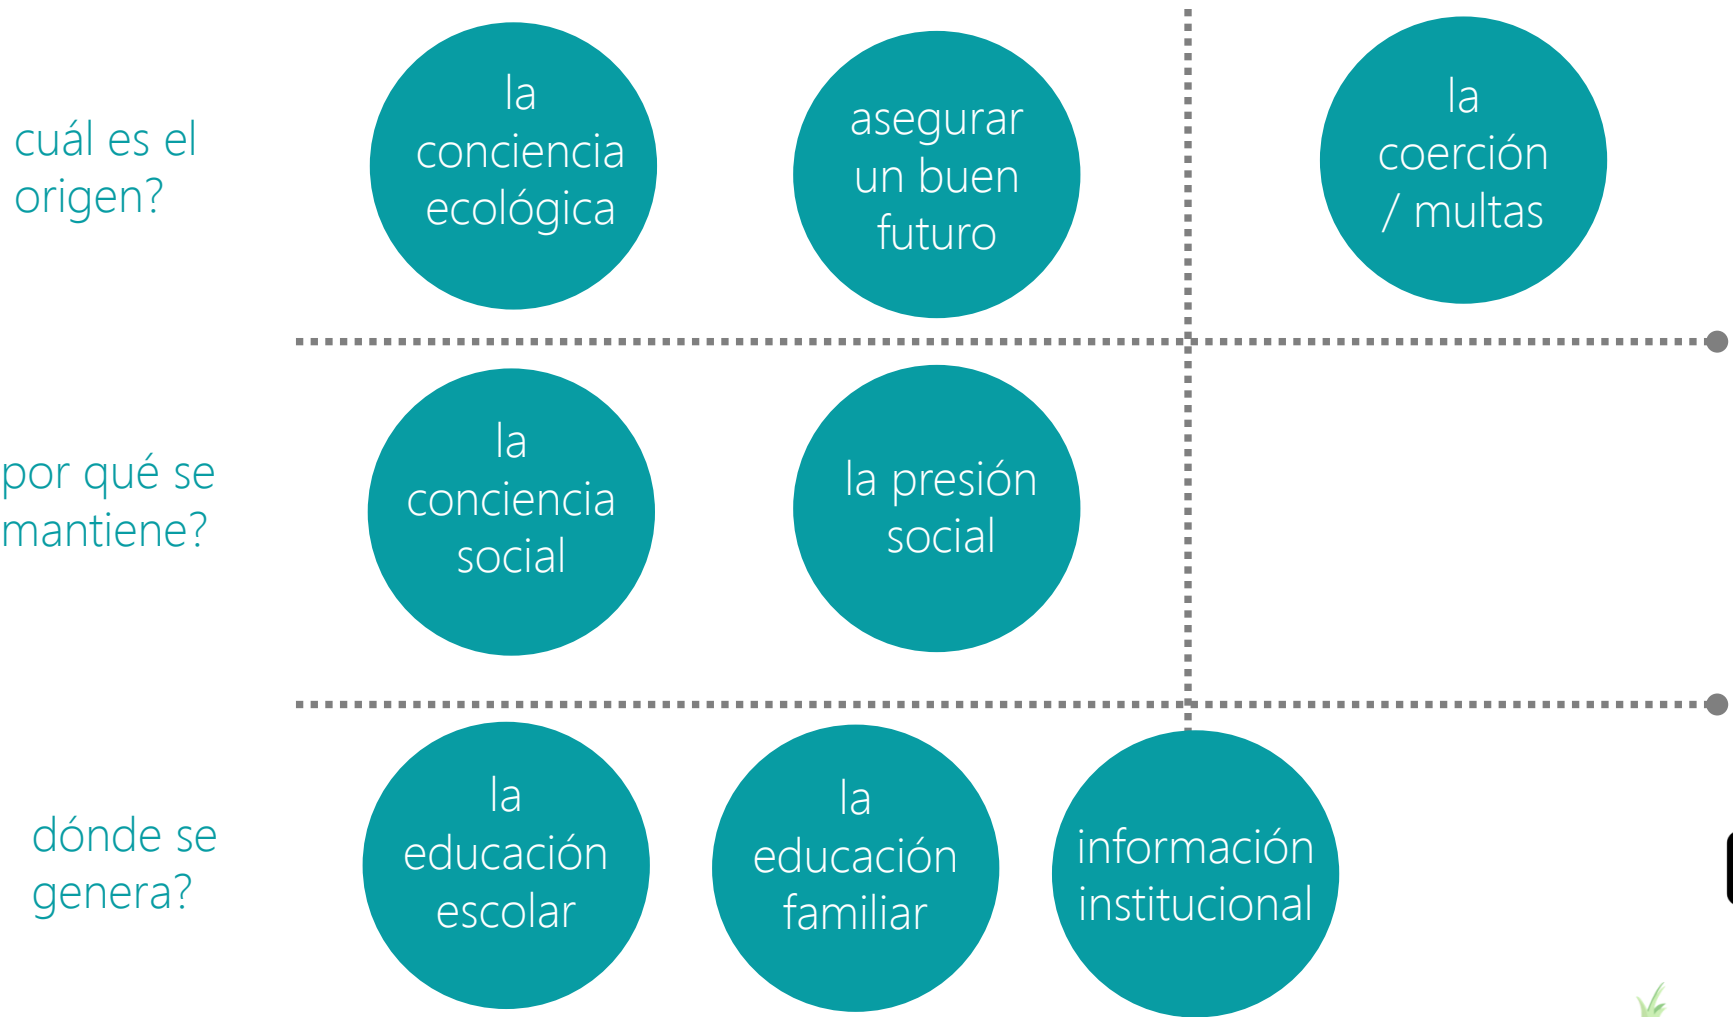 cuál es el
origen?
la
conciencia
ecológica
asegurar
un buen
futuro
la
coerción
/ multas
por qué se
mantiene?
la
conciencia
social
la presión
social
dónde se
genera?
la
educación
escolar
la
educación
familiar
información
institucional